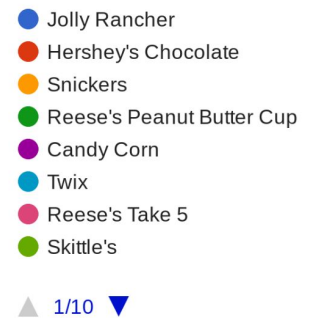 Jolly Rancher
Hershey's Chocolate
Snickers
Reese's Peanut Butter Cup
Candy Corn
Twix
Reese's Take 5
Skittle's
1/10